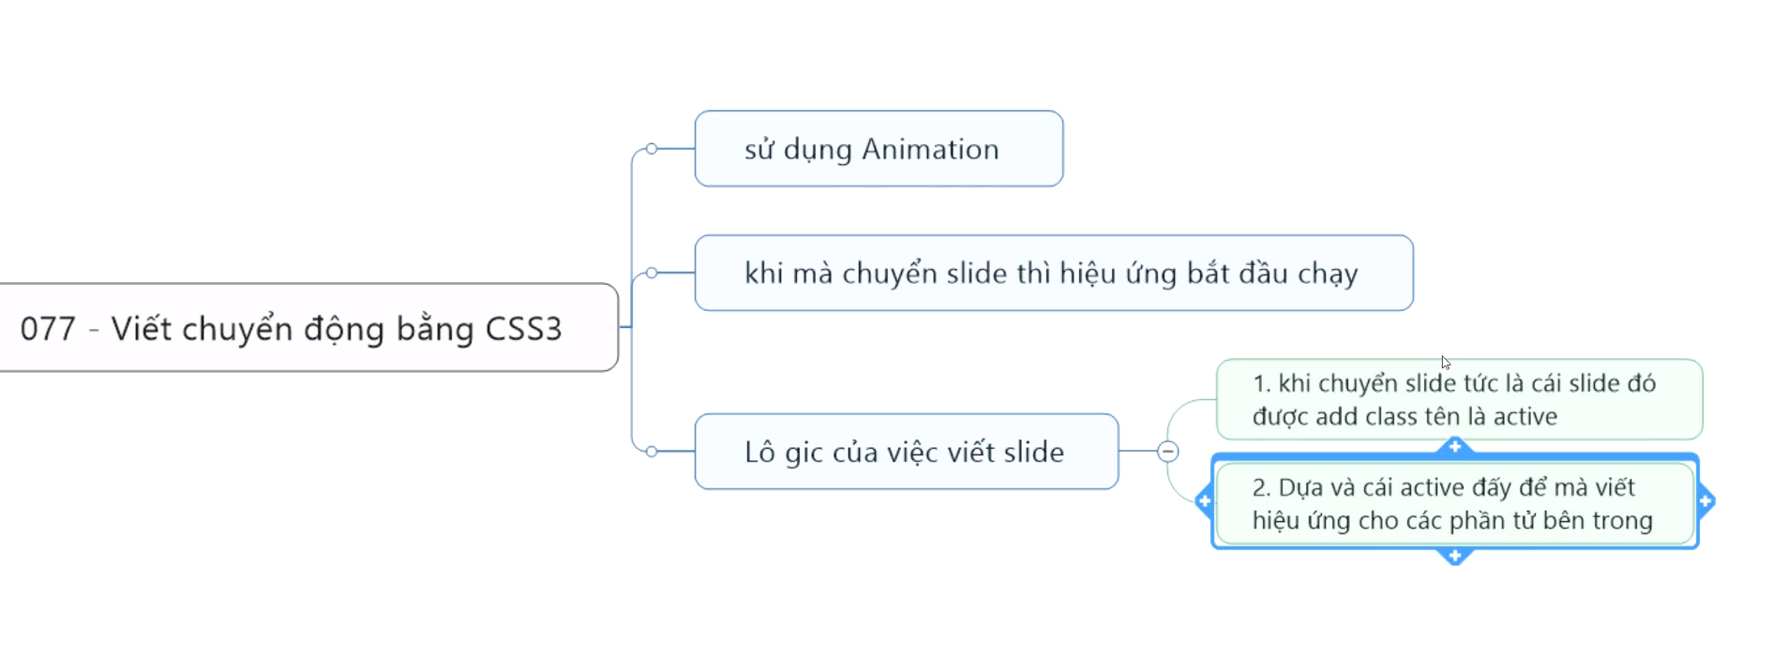 077 - Viết chuyển động bằng CSS3
sử dụng Animation
khi mà chuyển slide thì hiệu ứng bắt đầu chạy
Lô gic của việc viết slide
1. khi chuyển slide tức là cái slide đó
được add class tên là active
2. Dựa và cái active đấy để mà viết
hiệu ứng cho các phần tử bên trong